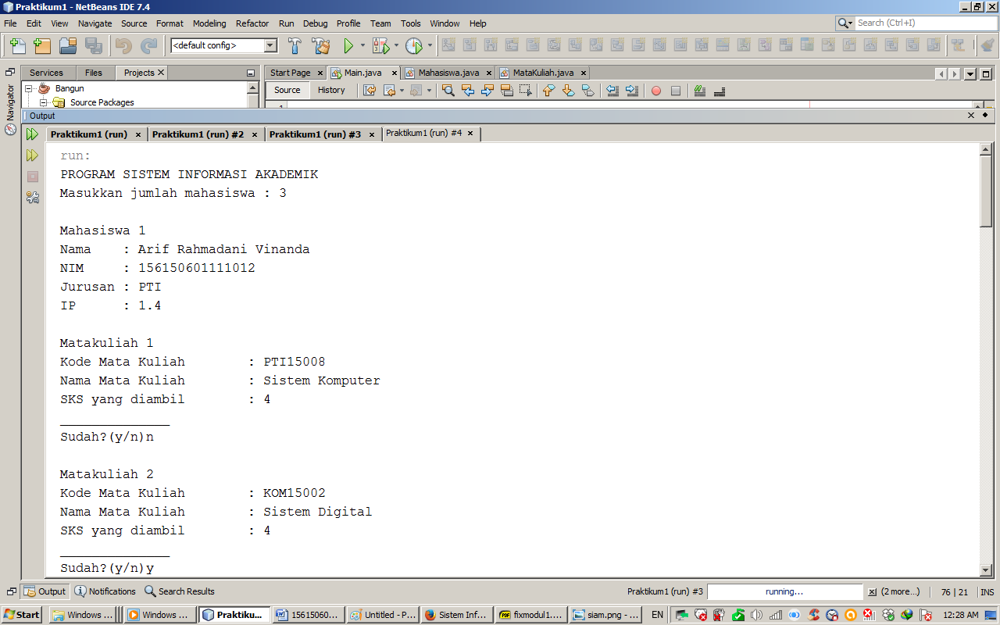 Praktikum1 - NetBeans IDE 7.4
File Edit View Navigate Source Format Modeling Refactor Run Debug Profile Team Tools Window Help
Search (Ctrl+I)
<default config>
Services Files Projects
Start Page Main.java Mahasiswa.java MataKuliah.java
Navigator
Bangun
Source Packages
Source History
1
Output
Praktikum1 (run) Praktikum1 (run) #2 Praktikum1 (run) #3 Praktikum1 (run) #4
run:
PROGRAM SISTEM INFORMASI AKADEMIK
Masukkan jumlah mahasiswa : 3
Mahasiswa 1
Nama : Arif Rahmadani Vinanda
NIM : 156150601111012
Jurusan : PTI
IP : 1.4
Matakuliah 1
Kode Mata Kuliah : PTI15008
Nama Mata Kuliah : Sistem Komputer
SKS yang diambil : 4
______________
Sudah?(y/n)n
Matakuliah 2
Kode Mata Kuliah : KOM15002
Nama Mata Kuliah : Sistem Digital
SKS yang diambil : 4
______________
Sudah?(y/n)y
Output Notifications Search Results
Praktikum1 (run) #3 running... (2 more...) 76 | 21 INS
Start Windows ... Windows ... Praktiku... 15615060... Untitled - P... Sistem Inf... fixmodul1.... siam.png - ... EN 12:28 AM